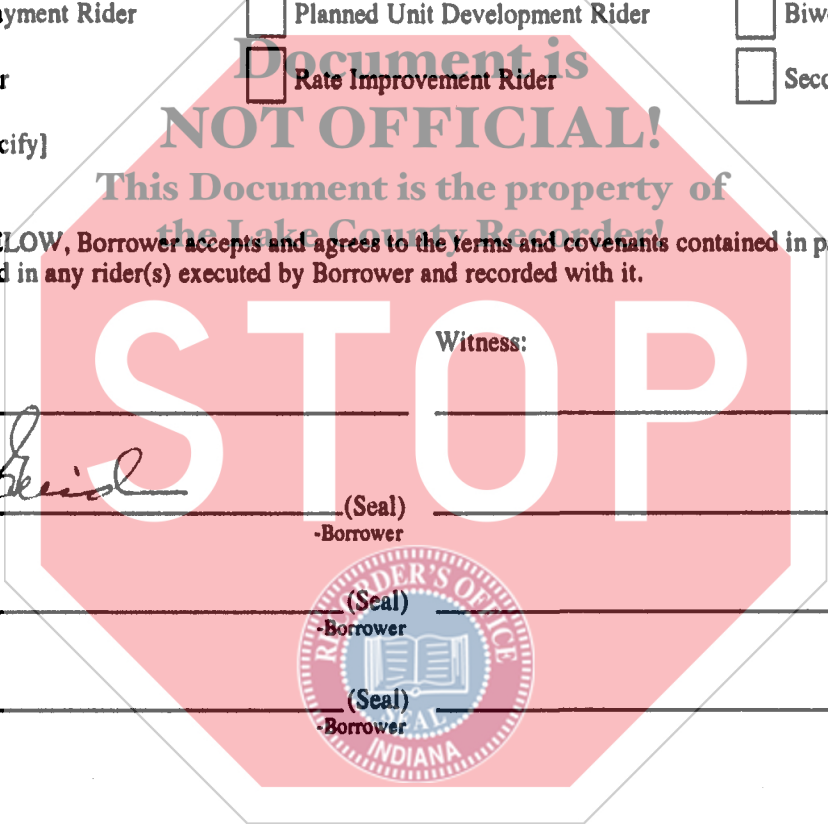 yment Rider Planned Unit Development Rider Biw
Document is
r Rate Improvement Rider Seco
NOT OFFICIAL!
cify]
This Document is the property of
the Lake County Recorder!
ELOW, Borrower accepts and agrees to the terms and covenants contained in p
d in any rider(s) executed by Borrower and recorded with it.
STOP
Witness:
(Seal)
-Borrower
RECORDER'S OFFICE
(Seal)
-Borrower
(Seal)
SEAL
-Borrower
INDIANA